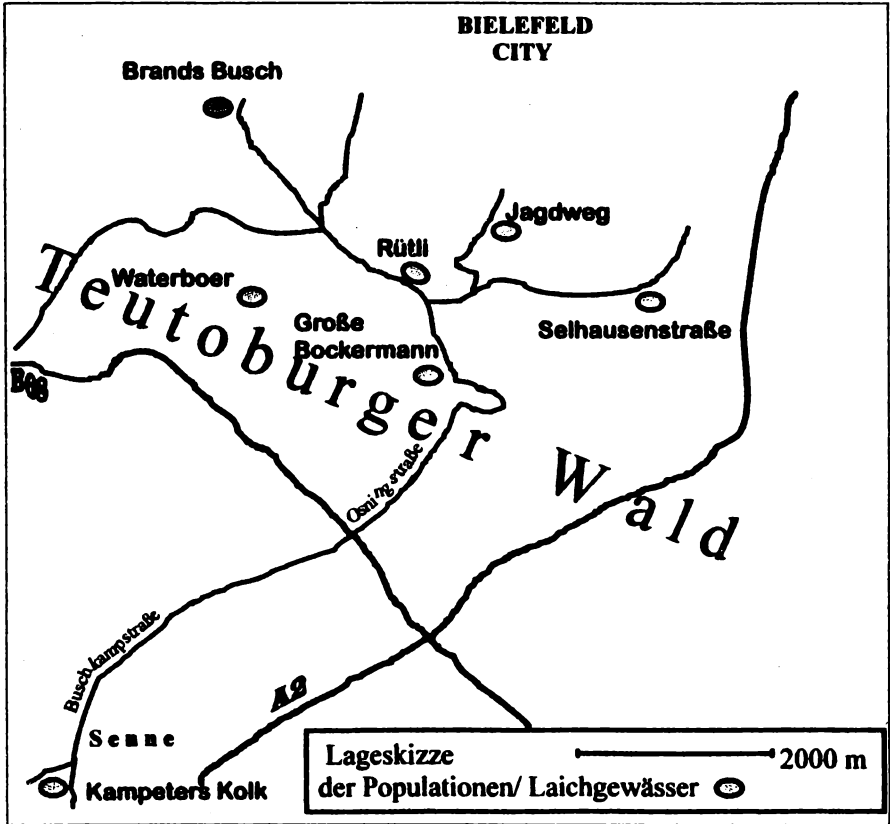 BIELEFELD
CITY
Brands Busch
Jagdweg
Rütli
Waterboer
Große
Bockermann
Selhausenstraße
Teutoburger Wald
B68
Osningstraße
Buschkampstraße
A2
Senne
Kampeters Kolk
Lageskizze
2000 m
der Populationen/ Laichgewässer